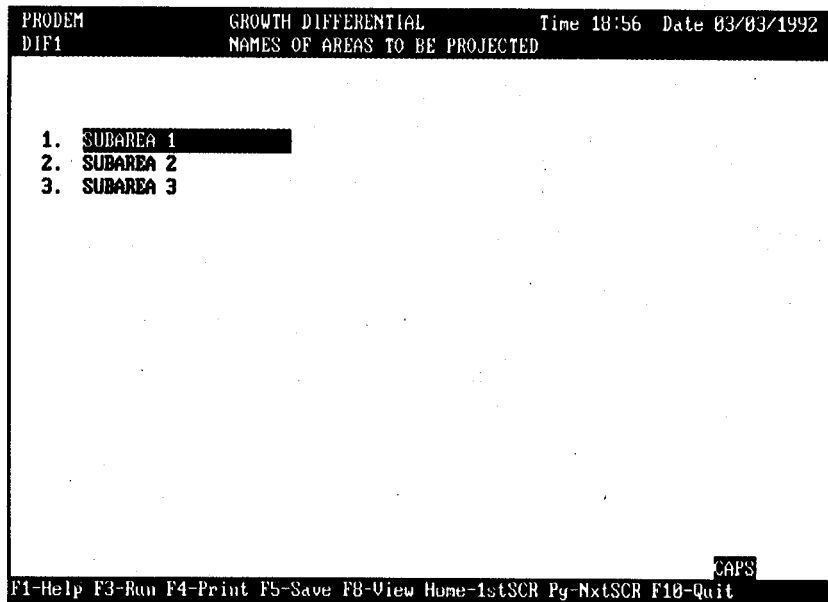 PRODEM GROWTH DIFFERENTIAL Time 18:56 Date 03/03/1992
DIF1 NAMES OF AREAS TO BE PROJECTED
1. SUBAREA 1
2. SUBAREA 2
3. SUBAREA 3
CAPS
F1-Help F3-Run F4-Print F5-Save F8-View Home-1stSCR Pg-NxtSCR F10-Quit